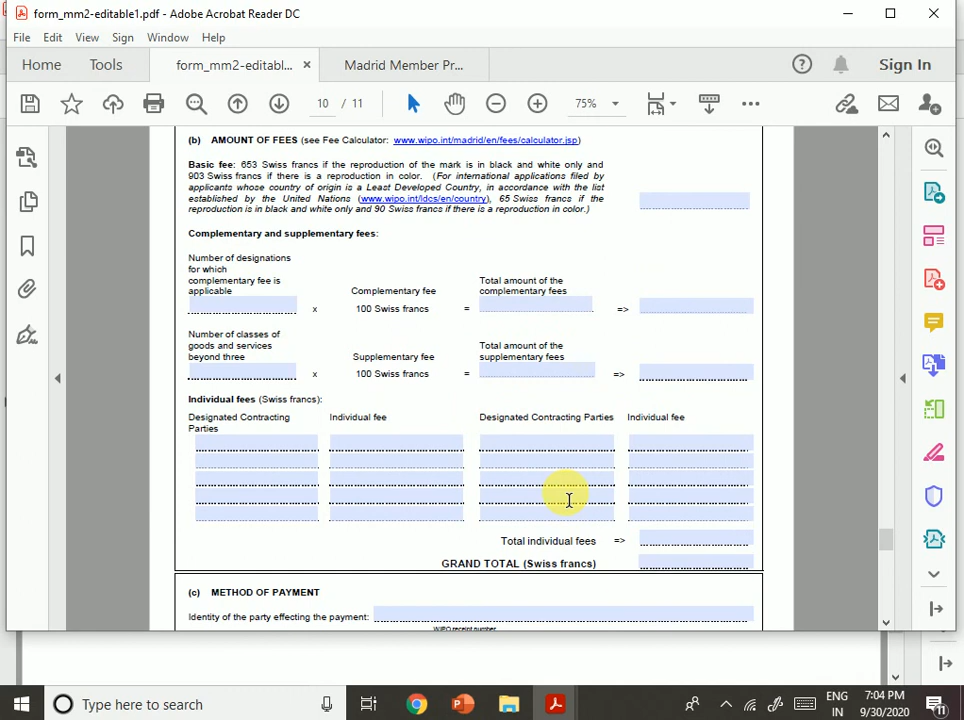 form_mm2-editable1.pdf - Adobe Acrobat Reader DC
File Edit View Sign Window Help
Home Tools form_mm2-editabl... × Madrid Member Pr... Sign In
10 / 11 75%
(b) AMOUNT OF FEES (see Fee Calculator: www.wipo.int/madrid/en/fees/calculator.jsp)
Basic fee: 653 Swiss francs if the reproduction of the mark is in black and white only and
903 Swiss francs if there is a reproduction in color. (For international applications filed by
applicants whose country of origin is a Least Developed Country, in accordance with the list
established by the United Nations (www.wipo.int/ldcs/en/country), 65 Swiss francs if the
reproduction is in black and white only and 90 Swiss francs if there is a reproduction in color.)
Complementary and supplementary fees:
Number of designations
for which
complementary fee is
applicable
Complementary fee
Total amount of the
complementary fees
x 100 Swiss francs = =>
Number of classes of
goods and services
beyond three
Supplementary fee
Total amount of the
supplementary fees
x 100 Swiss francs = =>
Individual fees (Swiss francs):
Designated Contracting
Parties
Individual fee
Designated Contracting Parties
Individual fee
Total individual fees =>
GRAND TOTAL (Swiss francs)
(c) METHOD OF PAYMENT
Identity of the party effecting the payment:
WIPO receipt number
Type here to search
ENG
IN
7:04 PM
9/30/2020
11